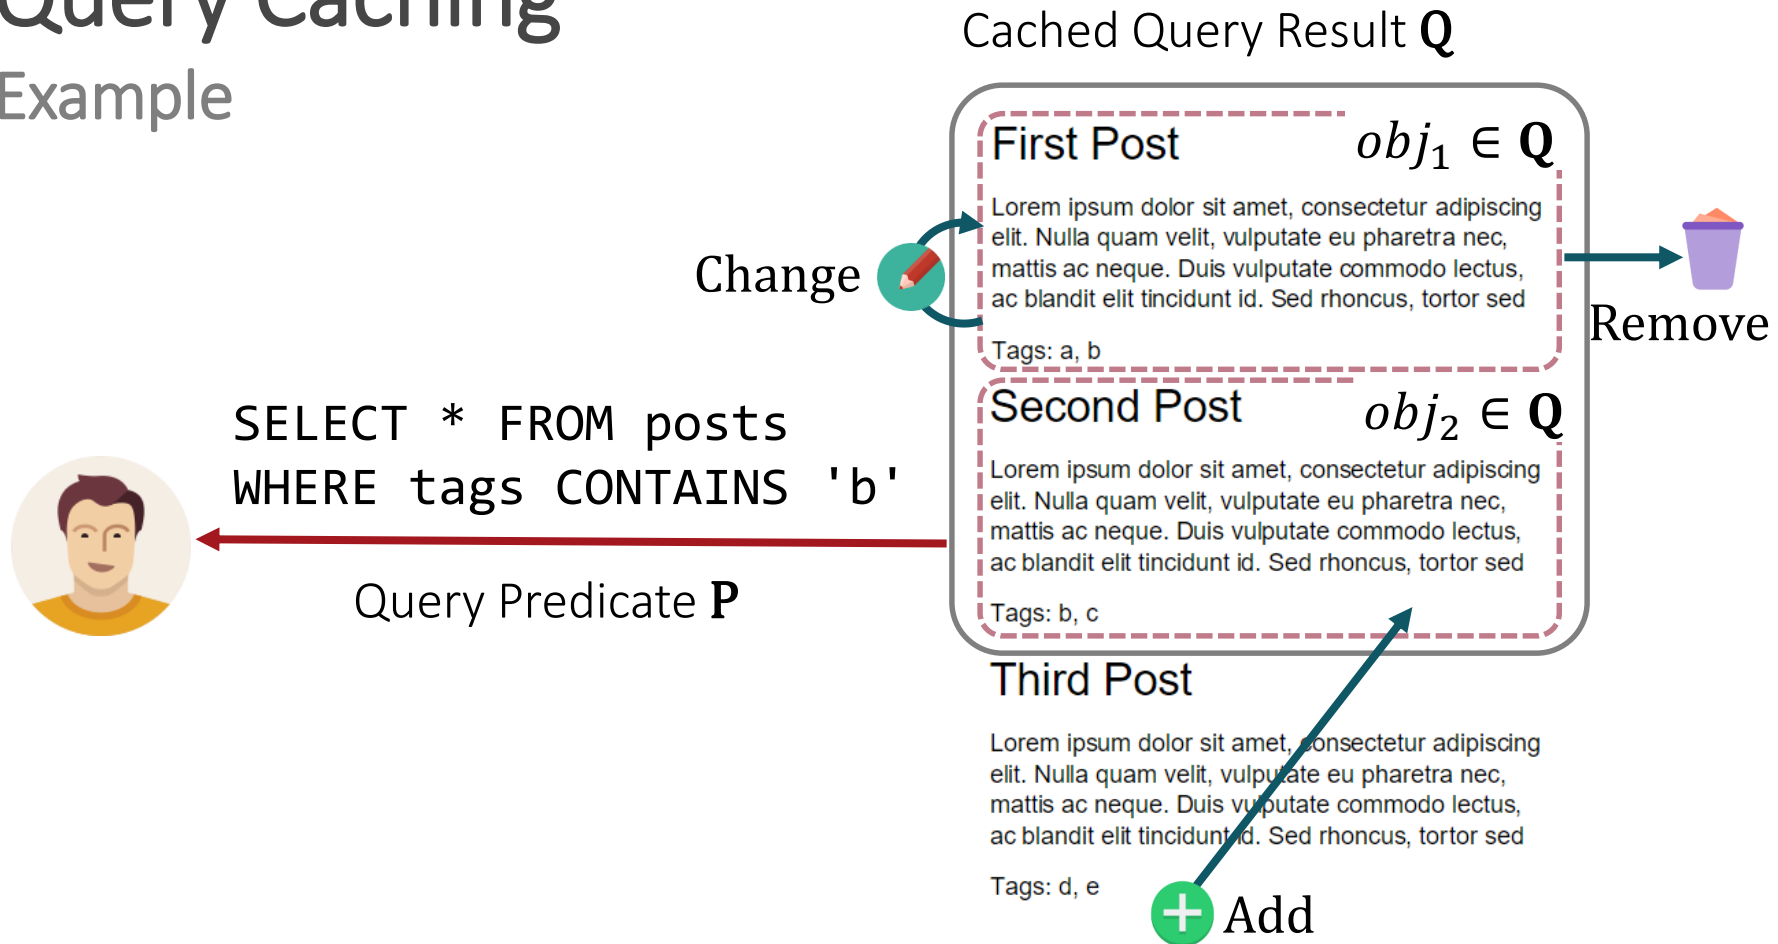 Query Caching
Example
Cached Query Result Q
First Post
obj₁ ∈ Q
Lorem ipsum dolor sit amet, consectetur adipiscing
elit. Nulla quam velit, vulputate eu pharetra nec,
mattis ac neque. Duis vulputate commodo lectus,
ac blandit elit tincidunt id. Sed rhoncus, tortor sed
Tags: a, b
Change
Remove
SELECT * FROM posts
WHERE tags CONTAINS 'b'
Query Predicate P
Second Post
obj₂ ∈ Q
Lorem ipsum dolor sit amet, consectetur adipiscing
elit. Nulla quam velit, vulputate eu pharetra nec,
mattis ac neque. Duis vulputate commodo lectus,
ac blandit elit tincidunt id. Sed rhoncus, tortor sed
Tags: b, c
Third Post
Lorem ipsum dolor sit amet, consectetur adipiscing
elit. Nulla quam velit, vulputate eu pharetra nec,
mattis ac neque. Duis vulputate commodo lectus,
ac blandit elit tincidunt id. Sed rhoncus, tortor sed
Tags: d, e
Add